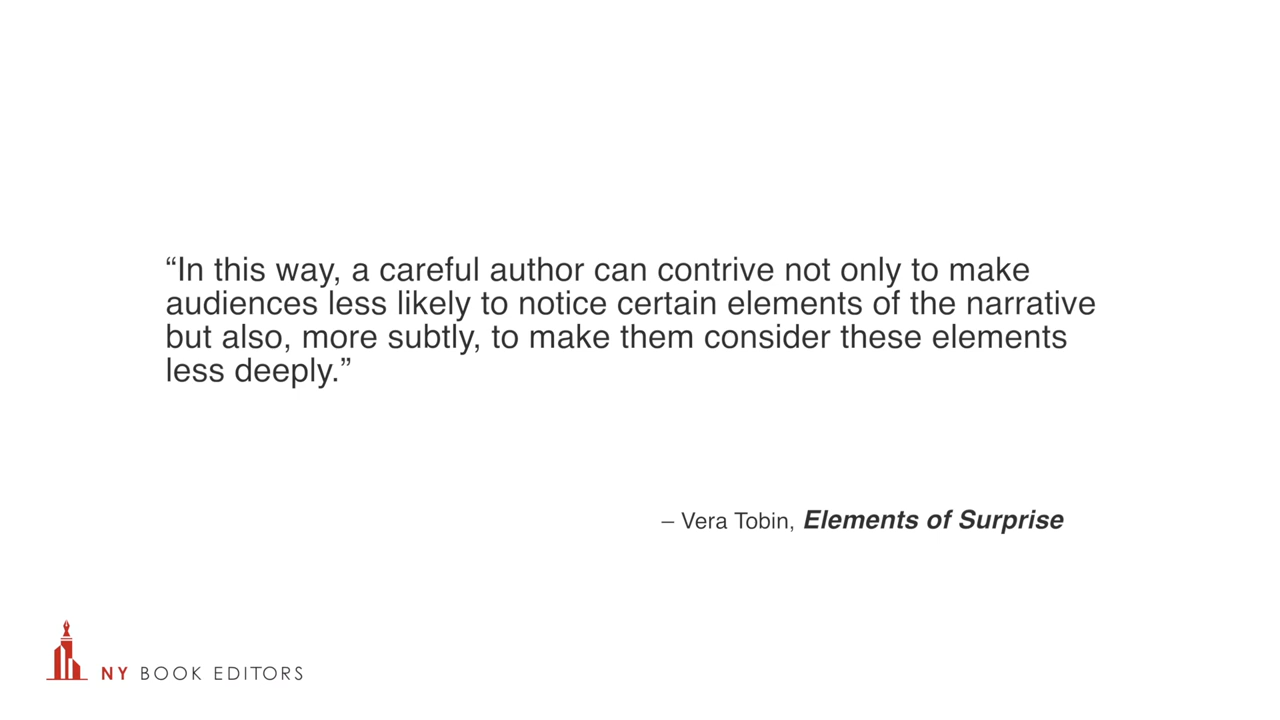 “In this way, a careful author can contrive not only to make
audiences less likely to notice certain elements of the narrative
but also, more subtly, to make them consider these elements
less deeply.”
– Vera Tobin, Elements of Surprise
NY BOOK EDITORS